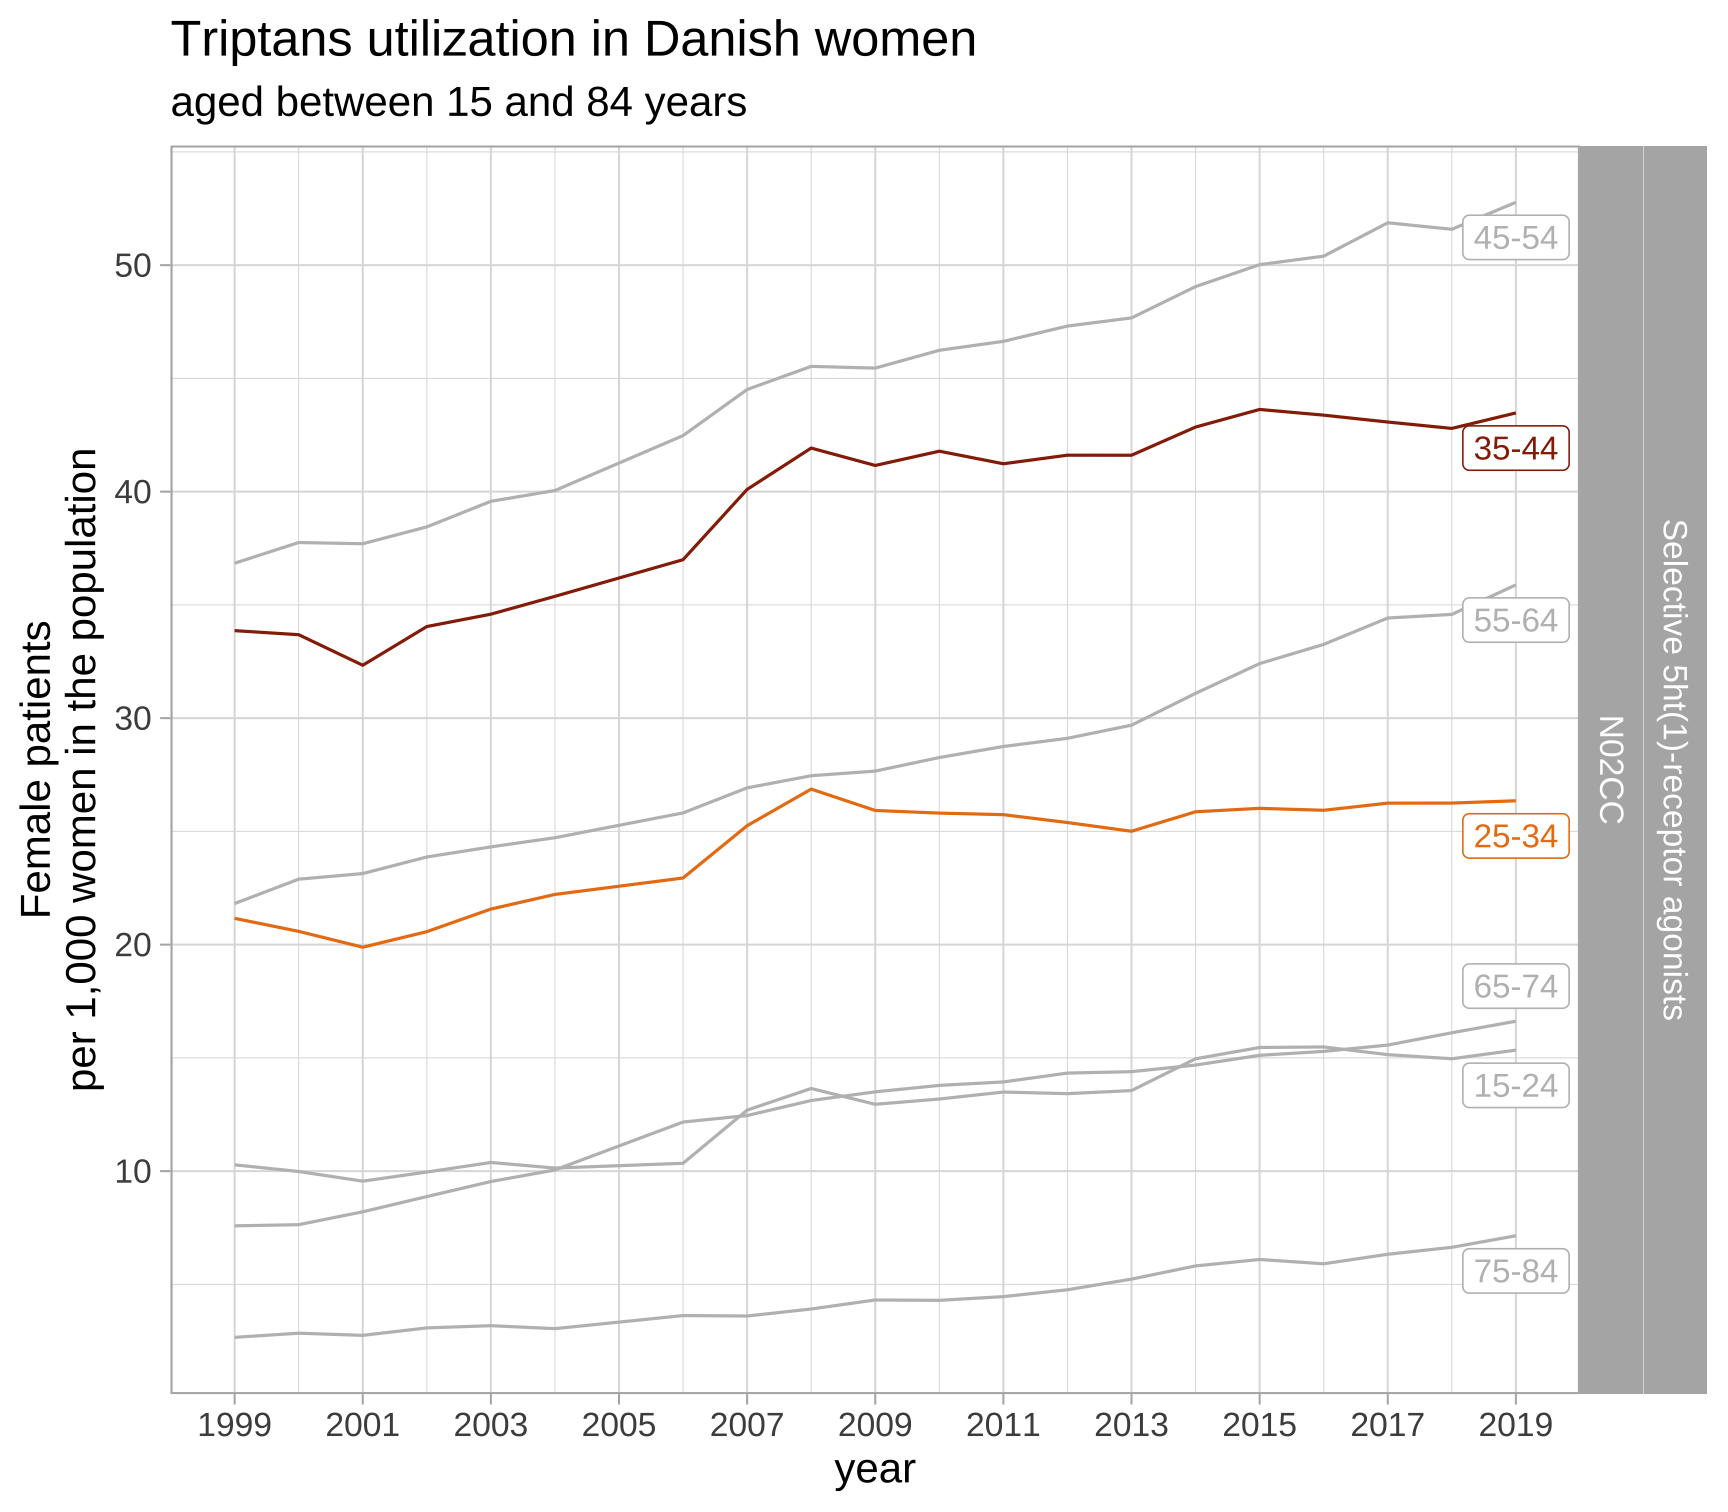 Triptans utilization in Danish women
aged between 15 and 84 years
Female patients
per 1,000 women in the population
50
40
30
20
10
45-54
35-44
55-64
25-34
65-74
15-24
75-84
N02CC
Selective 5ht(1)-receptor agonists
1999 2001 2003 2005 2007 2009 2011 2013 2015 2017 2019
year